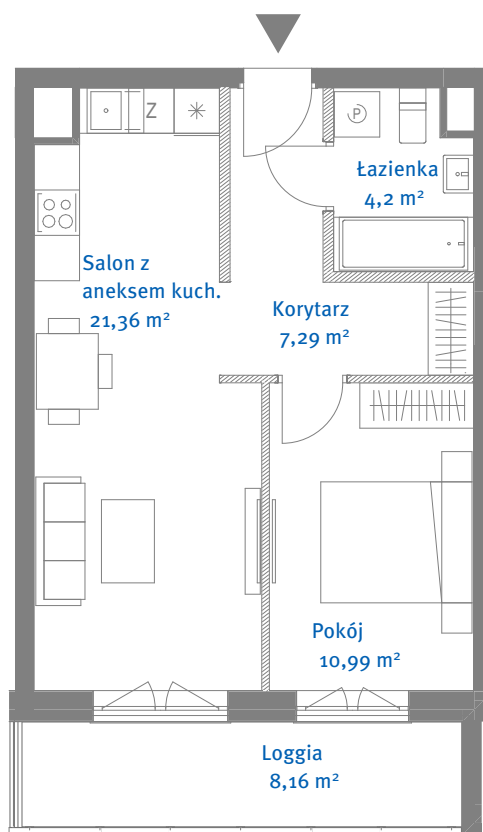 Z
P
Łazienka
4,2 m²
Salon z
aneksem kuch.
21,36 m²
Korytarz
7,29 m²
Pokój
10,99 m²
Loggia
8,16 m²